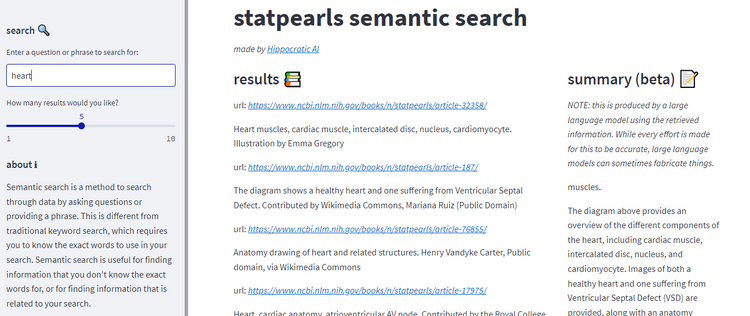 search 🔍
Enter a question or phrase to search for:
heart
How many results would you like?
5
1 10
about ℹ
Semantic search is a method to search
through data by asking questions or
providing a phrase. This is different from
traditional keyword search, which requires
you to know the exact words to use in your
search. Semantic search is useful for finding
information that you don't know the exact
words for, or for finding information that is
related to your search.
statpearls semantic search
made by Hippocratic AI
results 📚
url: https://www.ncbi.nlm.nih.gov/books/n/statpearls/article-32358/
Heart muscles, cardiac muscle, intercalated disc, nucleus, cardiomyocyte.
Illustration by Emma Gregory
url: https://www.ncbi.nlm.nih.gov/books/n/statpearls/article-187/
The diagram shows a healthy heart and one suffering from Ventricular Septal
Defect. Contributed by Wikimedia Commons, Mariana Ruiz (Public Domain)
url: https://www.ncbi.nlm.nih.gov/books/n/statpearls/article-76855/
Anatomy drawing of heart and related structures. Henry Vandyke Carter, Public
domain, via Wikimedia Commons
url: https://www.ncbi.nlm.nih.gov/books/n/statpearls/article-17975/
Heart, cardiac anatomy, atrioventricular AV node. Contributed by the Royal College
summary (beta) 📝
NOTE: this is produced by a large
language model using the retrieved
information. While every effort is made
for this to be accurate, large language
models can sometimes fabricate things.
muscles.
The diagram above provides an
overview of the different components of
the heart, including cardiac muscle,
intercalated disc, nucleus, and
cardiomyocyte. Images of both a
healthy heart and one suffering from
Ventricular Septal Defect (VSD) are
provided, along with an anatomy